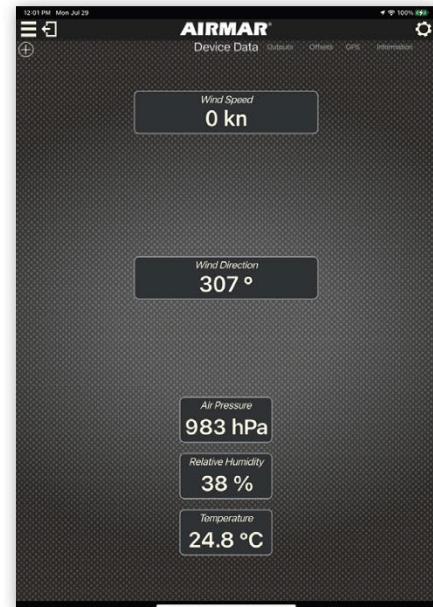 12:01 PM Mon Jul 29 100%
AIRMAR®
Device Data Outputs Offsets GPS Information
Wind Speed
0 kn
Wind Direction
307 °
Air Pressure
983 hPa
Relative Humidity
38 %
Temperature
24.8 °C